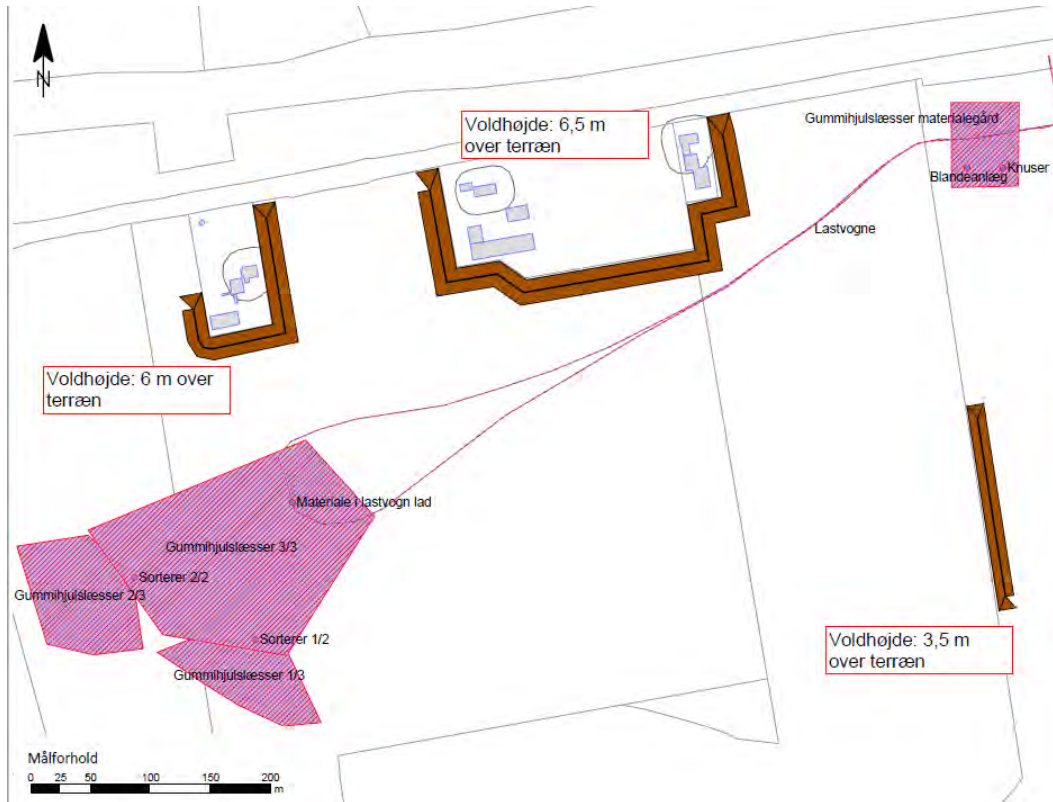 N
Voldhøjde: 6,5 m
over terræn
Gummihjulslæsser materialegård
Blandeanlæg
Knuser
Lastvogne
Voldhøjde: 6 m over
terræn
Materiale i lastvogn lad
Gummihjulslæsser 3/3
Sorterer 2/2
Gummihjulslæsser 2/3
Sorterer 1/2
Gummihjulslæsser 1/3
Voldhøjde: 3,5 m
over terræn
Målforhold
0 25 50 100 150 200
m